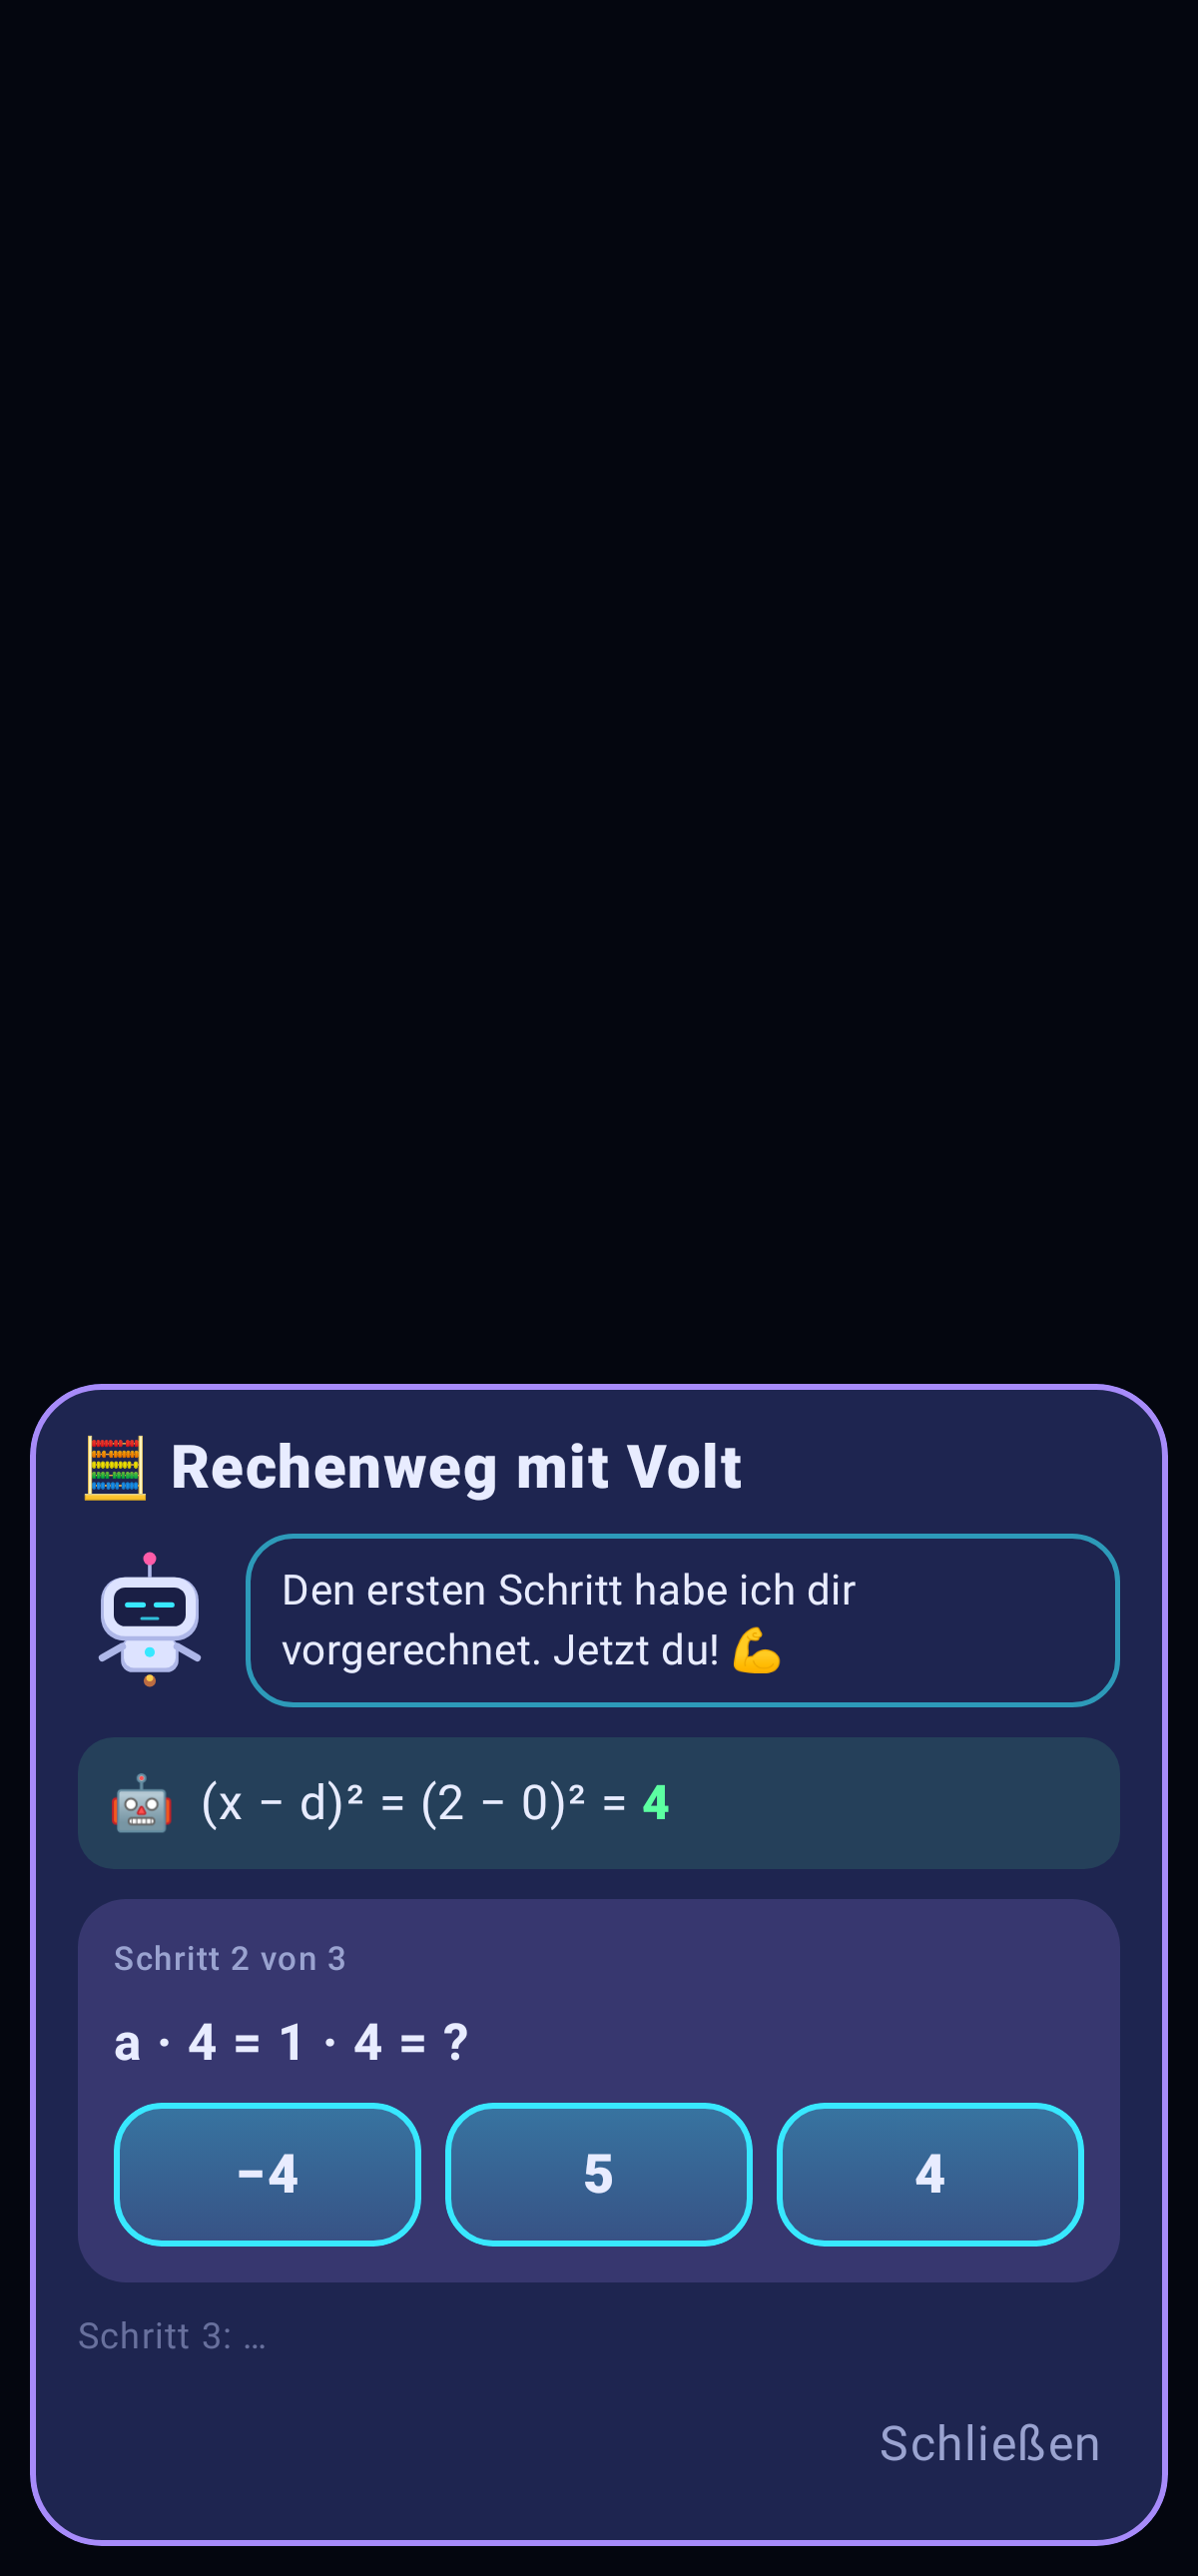 Rechenweg mit Volt
Den ersten Schritt habe ich dir
vorgerechnet. Jetzt du! 💪
(x − d)² = (2 − 0)² = 4
Schritt 2 von 3
a · 4 = 1 · 4 = ?
−4
5
4
Schritt 3: …
Schließen